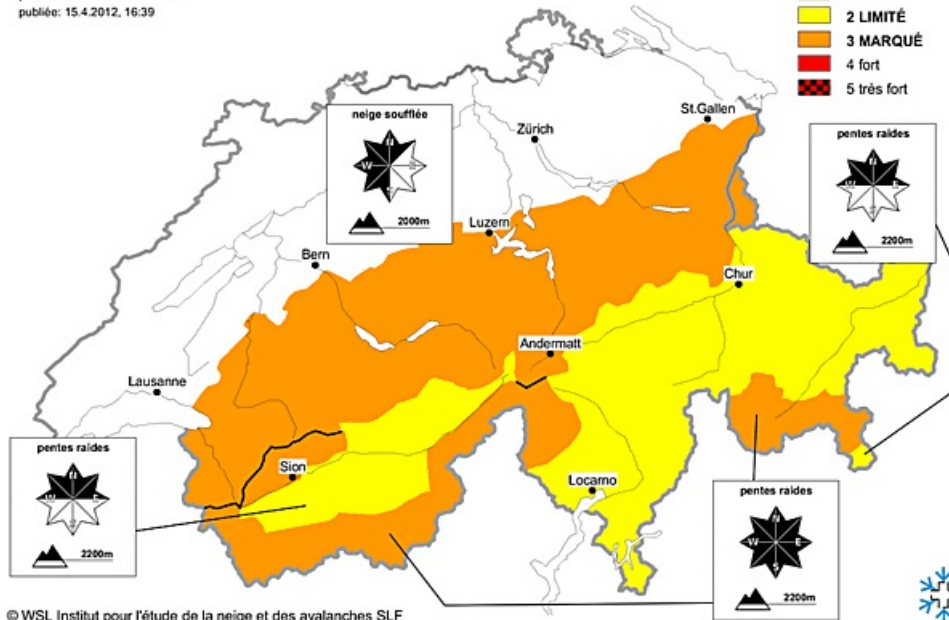 publiée: 15.4.2012, 16:39
2 LIMITÉ
3 MARQUÉ
4 fort
5 très fort
neige soufflée
N
W
2000m
St.Gallen
Zürich
pentes raides
N
W E
2200m
Luzern
Bern
Chur
Andermatt
Lausanne
pentes raides
N
W E
2200m
Sion
Locarno
pentes raides
N
W E
S
2200m
© WSL Institut pour l'étude de la neige et des avalanches SLF